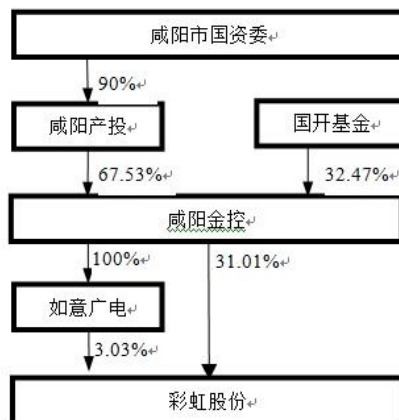 咸阳市国资委
90%
咸阳产投
国开基金
67.53%
32.47%
咸阳金控
100%
31.01%
如意广电
3.03%
彩虹股份